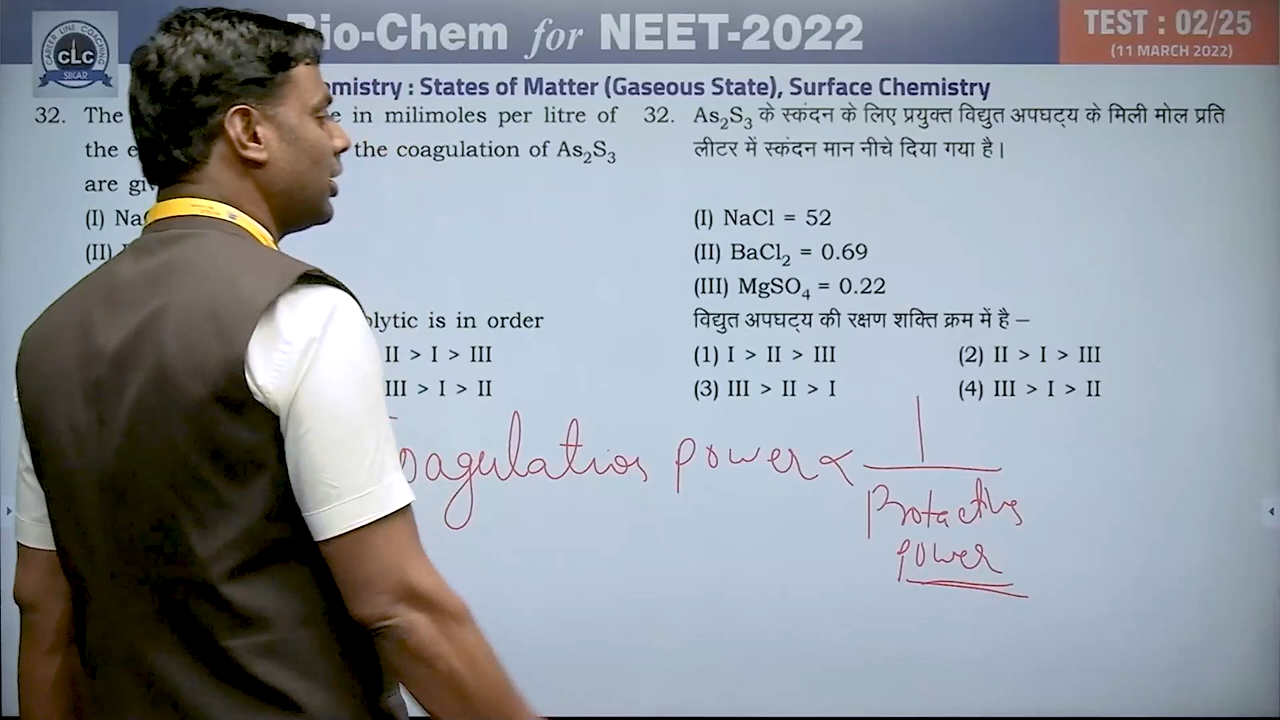 Bio-Chem for NEET-2022
TEST : 02/25
(11 MARCH 2022)
CAREER LINE COACHING
CLC
SIKAR
mistry : States of Matter (Gaseous State), Surface Chemistry
32. The e in milimoles per litre of
the e the coagulation of As₂S₃
are giv
(I) Na
(II)
olytic is in order
II > I > III
III > I > II
32. As₂S₃ के स्कंदन के लिए प्रयुक्त विद्युत अपघट्य के मिली मोल प्रति
लीटर में स्कंदन मान नीचे दिया गया है।
(I) NaCl = 52
(II) BaCl₂ = 0.69
(III) MgSO₄ = 0.22
विद्युत अपघट्य की रक्षण शक्ति क्रम में है –
(1) I > II > III (2) II > I > III
(3) III > II > I (4) III > I > II
oagulation power ∝ 1
Protective
power